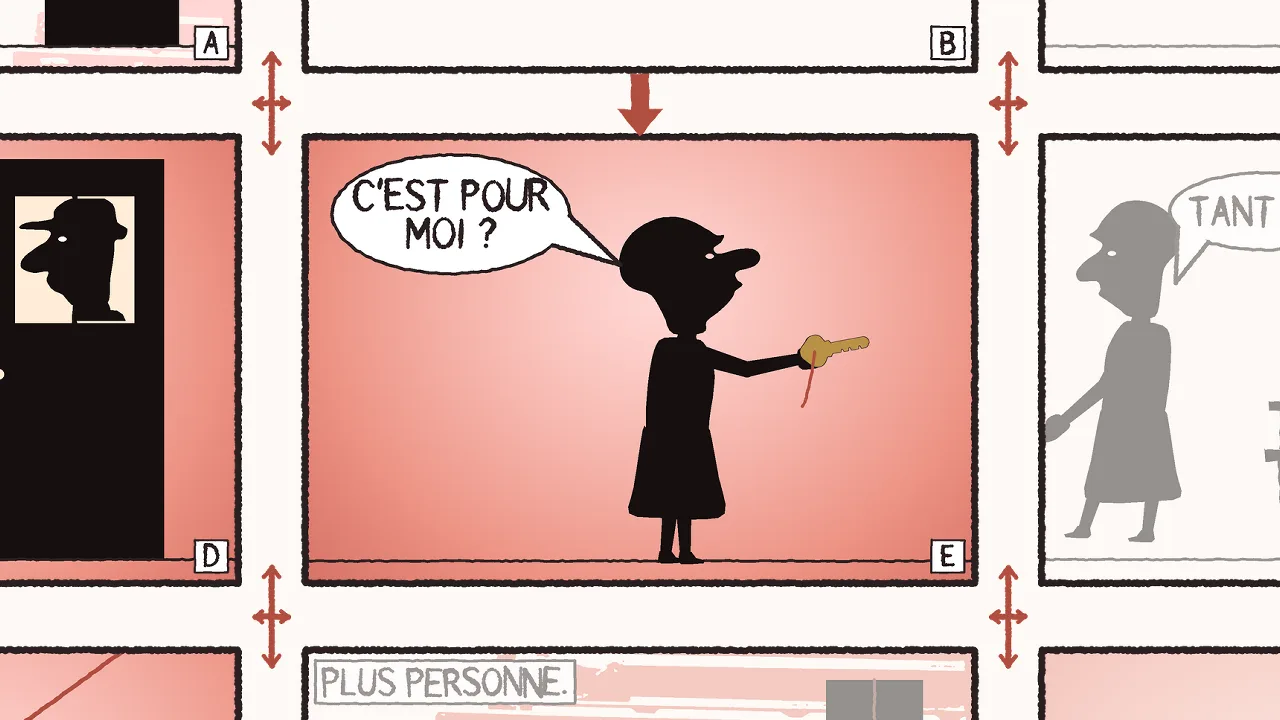 A
B
C'EST POUR
MOI ?
TANT
D
E
PLUS PERSONNE.